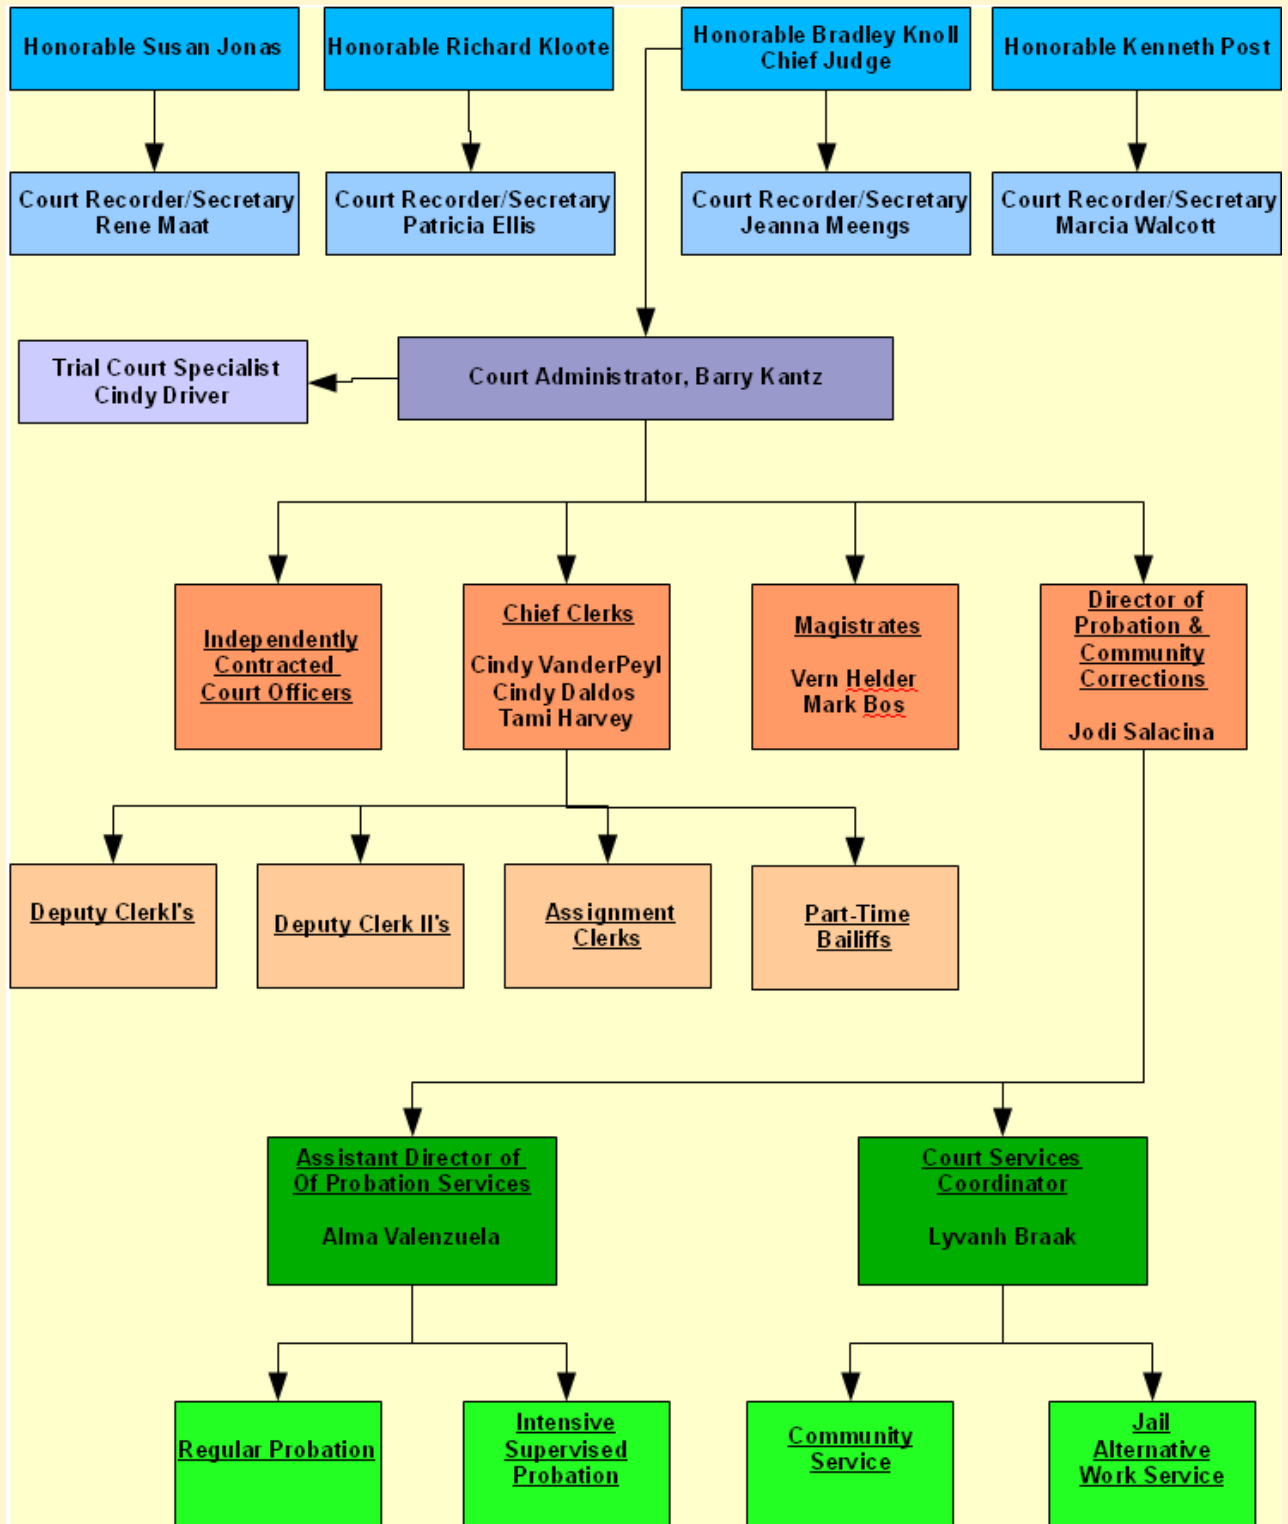 Honorable Susan Jonas
Honorable Richard Kloote
Honorable Bradley Knoll
Chief Judge
Honorable Kenneth Post
Court Recorder/Secretary
Rene Maat
Court Recorder/Secretary
Patricia Ellis
Court Recorder/Secretary
Jeanna Meengs
Court Recorder/Secretary
Marcia Walcott
Trial Court Specialist
Cindy Driver
Court Administrator, Barry Kantz
Independently
Contracted
Court Officers
Chief Clerks
Cindy VanderPeyl
Cindy Daldos
Tami Harvey
Magistrates
Vern Helder
Mark Bos
Director of
Probation &
Community
Corrections
Jodi Salacina
Deputy ClerkI's
Deputy Clerk II's
Assignment
Clerks
Part-Time
Bailiffs
Assistant Director of
Of Probation Services
Alma Valenzuela
Court Services
Coordinator
Lyvanh Braak
Regular Probation
Intensive
Supervised
Probation
Community
Service
Jail
Alternative
Work Service